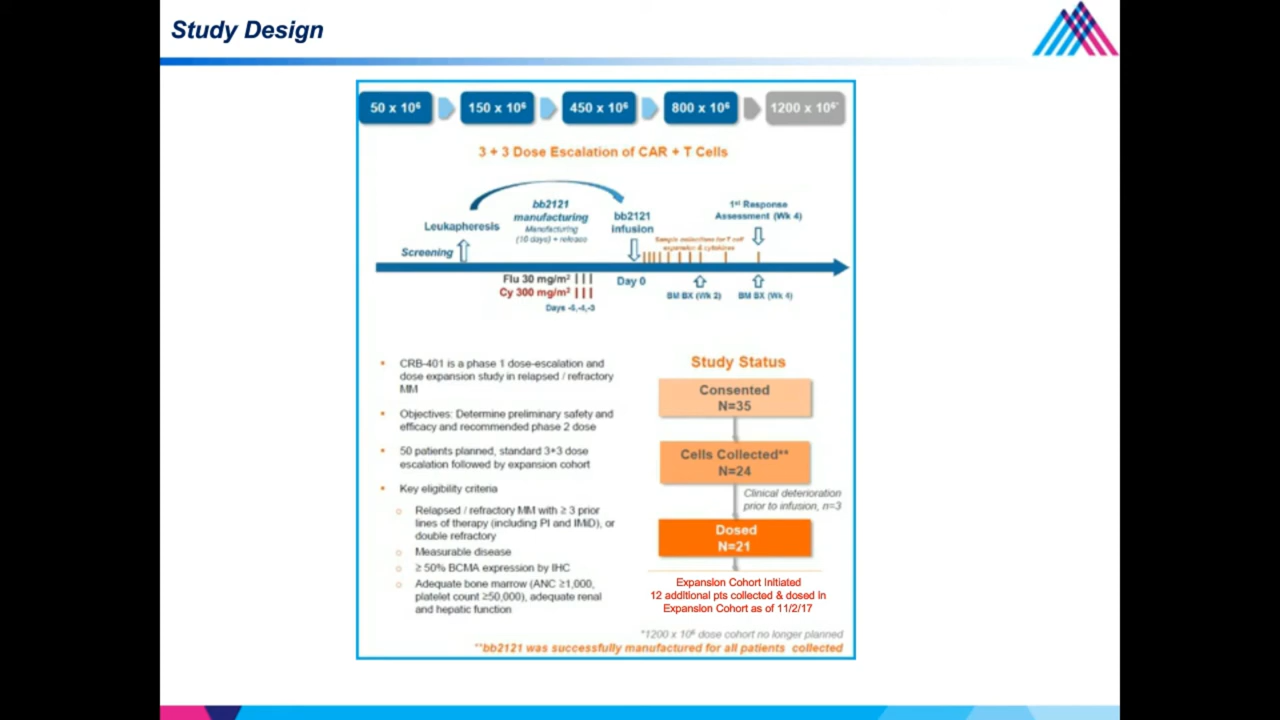 Study Design
50 x 10⁶
150 x 10⁶
450 x 10⁶
800 x 10⁶
1200 x 10⁶*
3 + 3 Dose Escalation of CAR + T Cells
Leukapheresis
Screening
bb2121
manufacturing
Manufacturing
(10 days) + release
bb2121
infusion
1st Response
Assessment (Wk 4)
Sample collections for T cell
expansion & cytokines
Flu 30 mg/m²
Cy 300 mg/m²
Days -5,-4,-3
Day 0
BM BX (Wk 2)
BM BX (Wk 4)
• CRB-401 is a phase 1 dose-escalation and
dose expansion study in relapsed / refractory
MM
• Objectives: Determine preliminary safety and
efficacy and recommended phase 2 dose
• 50 patients planned, standard 3+3 dose
escalation followed by expansion cohort
• Key eligibility criteria
o Relapsed / refractory MM with ≥ 3 prior
lines of therapy (including PI and IMiD), or
double refractory
o Measurable disease
o ≥ 50% BCMA expression by IHC
o Adequate bone marrow (ANC ≥1,000,
platelet count ≥50,000), adequate renal
and hepatic function
Study Status
Consented
N=35
Cells Collected**
N=24
Clinical deterioration
prior to infusion, n=3
Dosed
N=21
Expansion Cohort Initiated
12 additional pts collected & dosed in
Expansion Cohort as of 11/2/17
*1200 x 10⁶ dose cohort no longer planned
**bb2121 was successfully manufactured for all patients collected